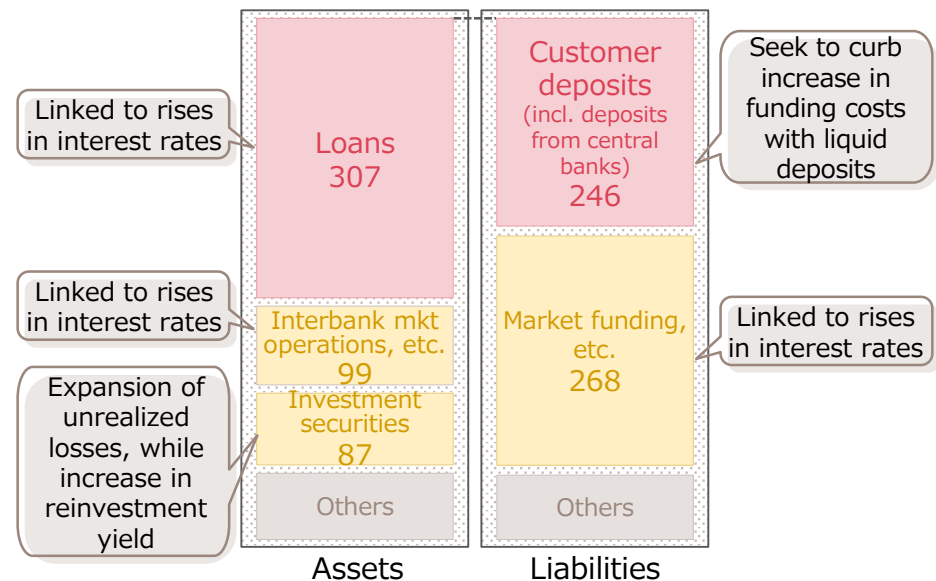 Linked to rises
in interest rates
Linked to rises
in interest rates
Expansion of
unrealized
losses, while
increase in
reinvestment
yield
Loans
307
Interbank mkt
operations, etc.
99
Investment
securities
87
Others
Assets
Customer
deposits
(incl. deposits
from central
banks)
246
Market funding,
etc.
268
Others
Liabilities
Seek to curb
increase in
funding costs
with liquid
deposits
Linked to rises
in interest rates